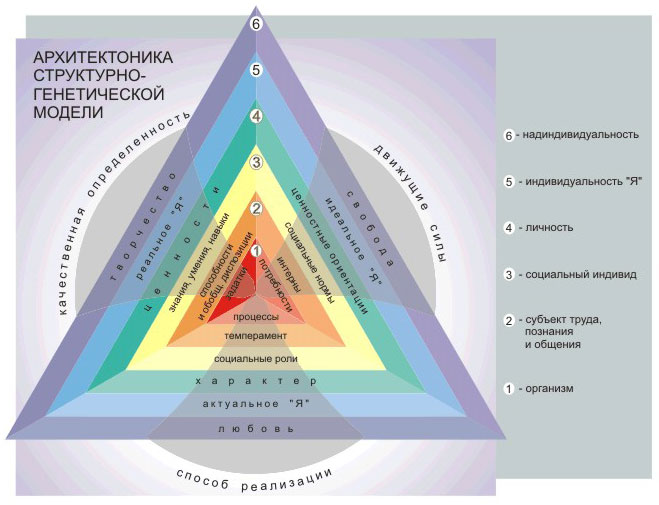 АРХИТЕКТОНИКА
СТРУКТУРНО-
ГЕНЕТИЧЕСКОЙ
МОДЕЛИ
6
5
4
3
2
1
качественная определенность
движущие силы
способ реализации
творчество
реальное "Я"
ценности
знания, умения, навыки
способности
и обобщ. диспозиции
задатки
свобода
идеальное "Я"
ценностные ориентации
социальные нормы
интерны
потребности
процессы
темперамент
социальные роли
характер
актуальное "Я"
любовь
6 - надиндивидуальность
5 - индивидуальность "Я"
4 - личность
3 - социальный индивид
2 - субъект труда,
познания
и общения
1 - организм